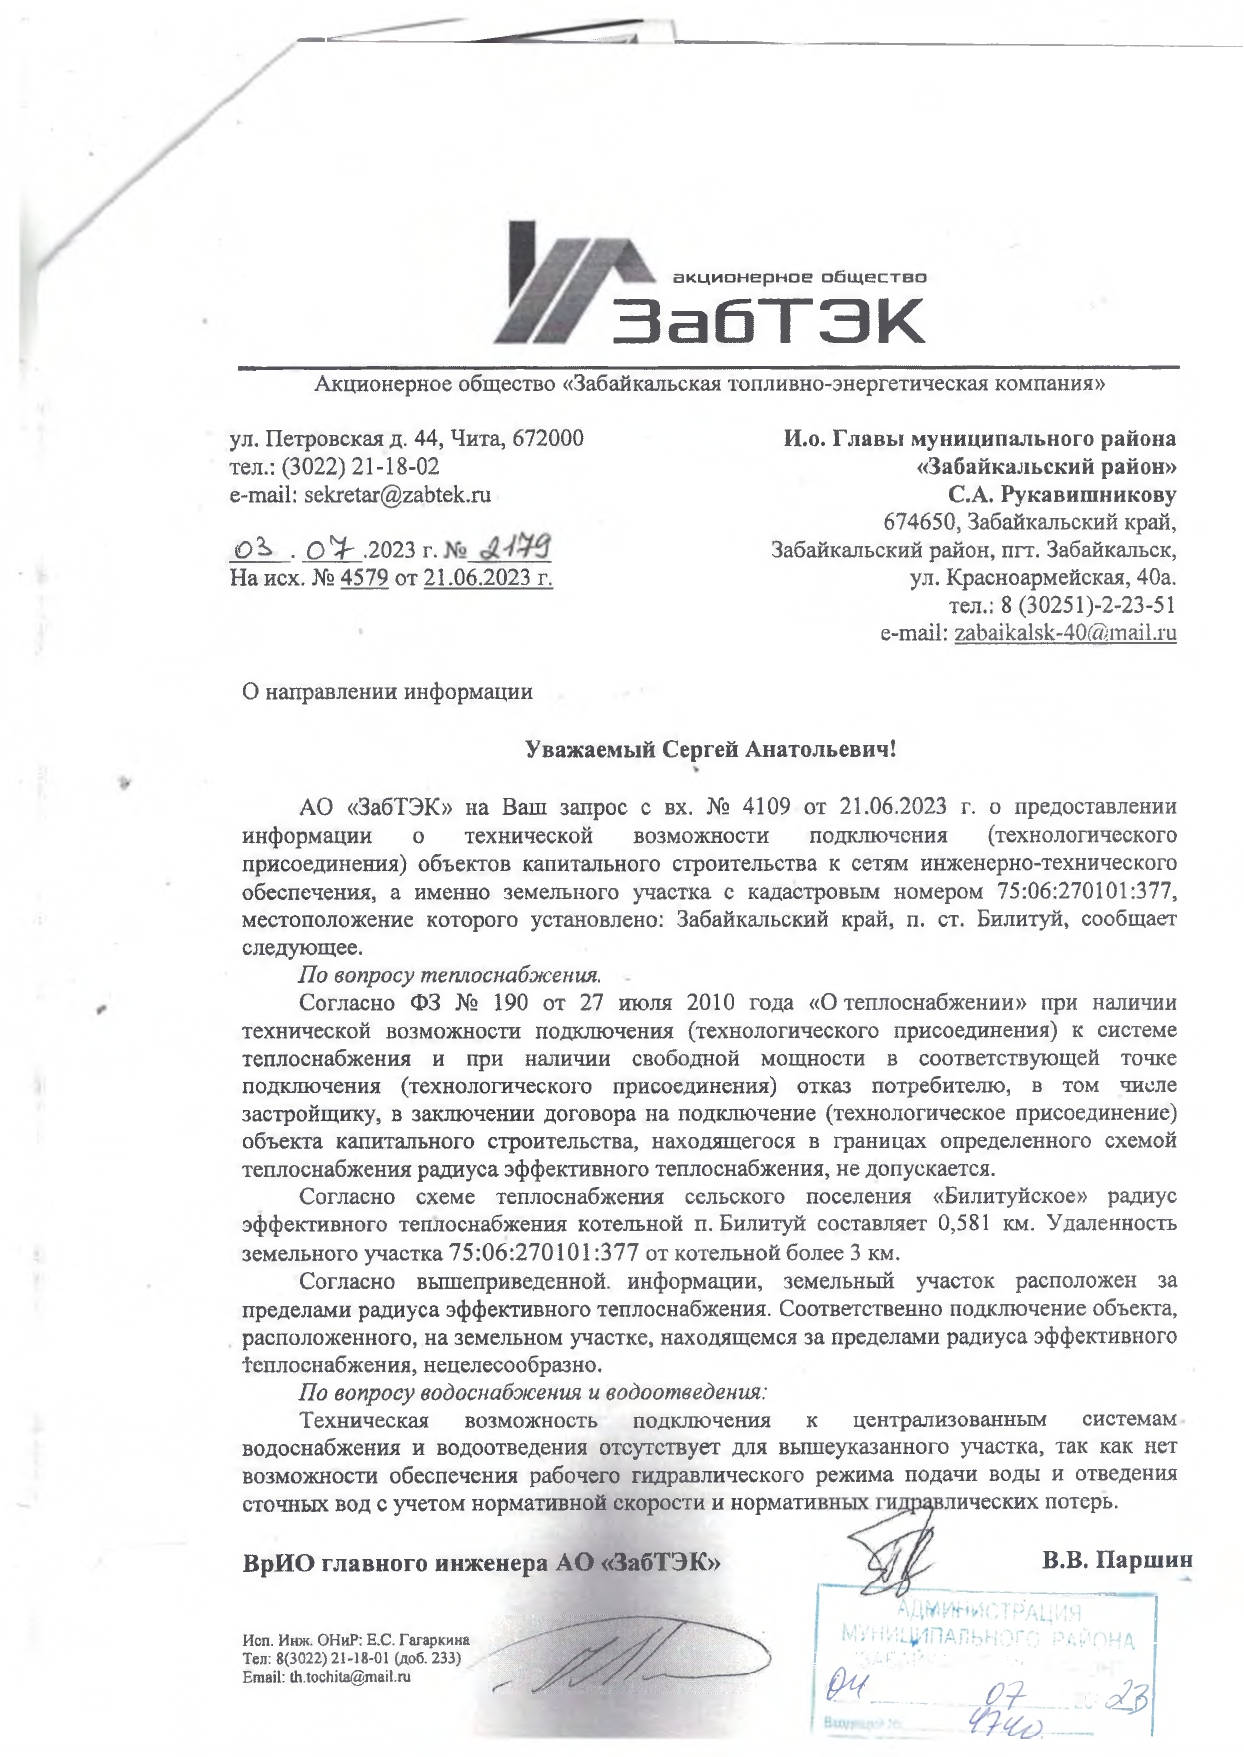 акционерное общество
ЗабТЭК
Акционерное общество «Забайкальская топливно-энергетическая компания»
ул. Петровская д. 44, Чита, 672000
тел.: (3022) 21-18-02
e-mail: sekretar@zabtek.ru
03 . 07 .2023 г. № 2179
На исх. № 4579 от 21.06.2023 г.
И.о. Главы муниципального района
«Забайкальский район»
С.А. Рукавишникову
674650, Забайкальский край,
Забайкальский район, пгт. Забайкальск,
ул. Красноармейская, 40а.
тел.: 8 (30251)-2-23-51
e-mail: zabaikalsk-40@mail.ru
О направлении информации
Уважаемый Сергей Анатольевич!
АО «ЗабТЭК» на Ваш запрос с вх. № 4109 от 21.06.2023 г. о предоставлении
информации о технической возможности подключения (технологического
присоединения) объектов капитального строительства к сетям инженерно-технического
обеспечения, а именно земельного участка с кадастровым номером 75:06:270101:377,
местоположение которого установлено: Забайкальский край, п. ст. Билитуй, сообщает
следующее.
По вопросу теплоснабжения.
Согласно ФЗ № 190 от 27 июля 2010 года «О теплоснабжении» при наличии
технической возможности подключения (технологического присоединения) к системе
теплоснабжения и при наличии свободной мощности в соответствующей точке
подключения (технологического присоединения) отказ потребителю, в том числе
застройщику, в заключении договора на подключение (технологическое присоединение)
объекта капитального строительства, находящегося в границах определенного схемой
теплоснабжения радиуса эффективного теплоснабжения, не допускается.
Согласно схеме теплоснабжения сельского поселения «Билитуйское» радиус
эффективного теплоснабжения котельной п. Билитуй составляет 0,581 км. Удаленность
земельного участка 75:06:270101:377 от котельной более 3 км.
Согласно вышеприведенной. информации, земельный участок расположен за
пределами радиуса эффективного теплоснабжения. Соответственно подключение объекта,
расположенного, на земельном участке, находящемся за пределами радиуса эффективного
теплоснабжения, нецелесообразно.
По вопросу водоснабжения и водоотведения:
Техническая возможность подключения к централизованным системам
водоснабжения и водоотведения отсутствует для вышеуказанного участка, так как нет
возможности обеспечения рабочего гидравлического режима подачи воды и отведения
сточных вод с учетом нормативной скорости и нормативных гидравлических потерь.
ВрИО главного инженера АО «ЗабТЭК»
В.В. Паршин
Исп. Инж. ОНиР: Е.С. Гагаркина
Тел: 8(3022) 21-18-01 (доб. 233)
Email: th.tochita@mail.ru
АДМИНИСТРАЦИЯ
МУНИЦИПАЛЬНОГО РАЙОНА
04 07 20 23
Входящий № 4740